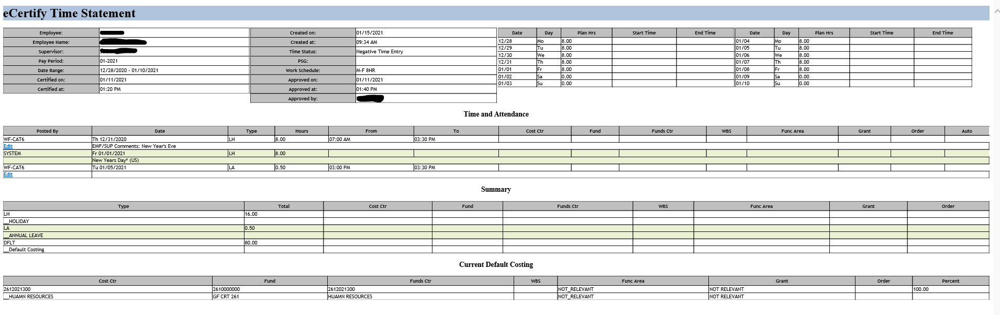 eCertify Time Statement
Employee:
Employee Name:
Supervisor:
Pay Period: 01-2021
Date Range: 12/28/2020 - 01/10/2021
Certified on: 01/11/2021
Certified at: 01:20 PM
Created on: 01/15/2021
Created at: 09:34 AM
Time Status: Negative Time Entry
PSG:
Work Schedule: M-F 8HR
Approved on: 01/11/2021
Approved at: 01:40 PM
Approved by:
Date Day Plan Hrs Start Time End Time
12/28 Mo 8.00
12/29 Tu 8.00
12/30 We 8.00
12/31 Th 8.00
01/01 Fr 8.00
01/02 Sa 0.00
01/03 Su 0.00
Date Day Plan Hrs Start Time End Time
01/04 Mo 8.00
01/05 Tu 8.00
01/06 We 8.00
01/07 Th 8.00
01/08 Fr 8.00
01/09 Sa 0.00
01/10 Su 0.00
Time and Attendance
Posted By Date Type Hours From To Cost Ctr Fund Funds Ctr WBS Func Area Grant Order Auto
WF-CAT6 Th 12/31/2020 LH 8.00 07:00 AM 03:30 PM
Edit EMP/SUP Comments: New Year's Eve
SYSTEM Fr 01/01/2021 LH 8.00
New Years Day* (US)
WF-CAT6 Tu 01/05/2021 LA 0.50 03:00 PM 03:30 PM
Edit
Summary
Type Total Cost Ctr Fund Funds Ctr WBS Func Area Grant Order
LH 16.00
__HOLIDAY
LA 0.50
__ANNUAL LEAVE
DFLT 80.00
__Default Costing
Current Default Costing
Cost Ctr Fund Funds Ctr WBS Func Area Grant Order Percent
2612021300 2610000000 2612021300 NOT_RELEVANT NOT RELEVANT 100.00
__HUAMN RESOURCES GF CRT 261 HUAMN RESOURCES NOT_RELEVANT NOT RELEVANT